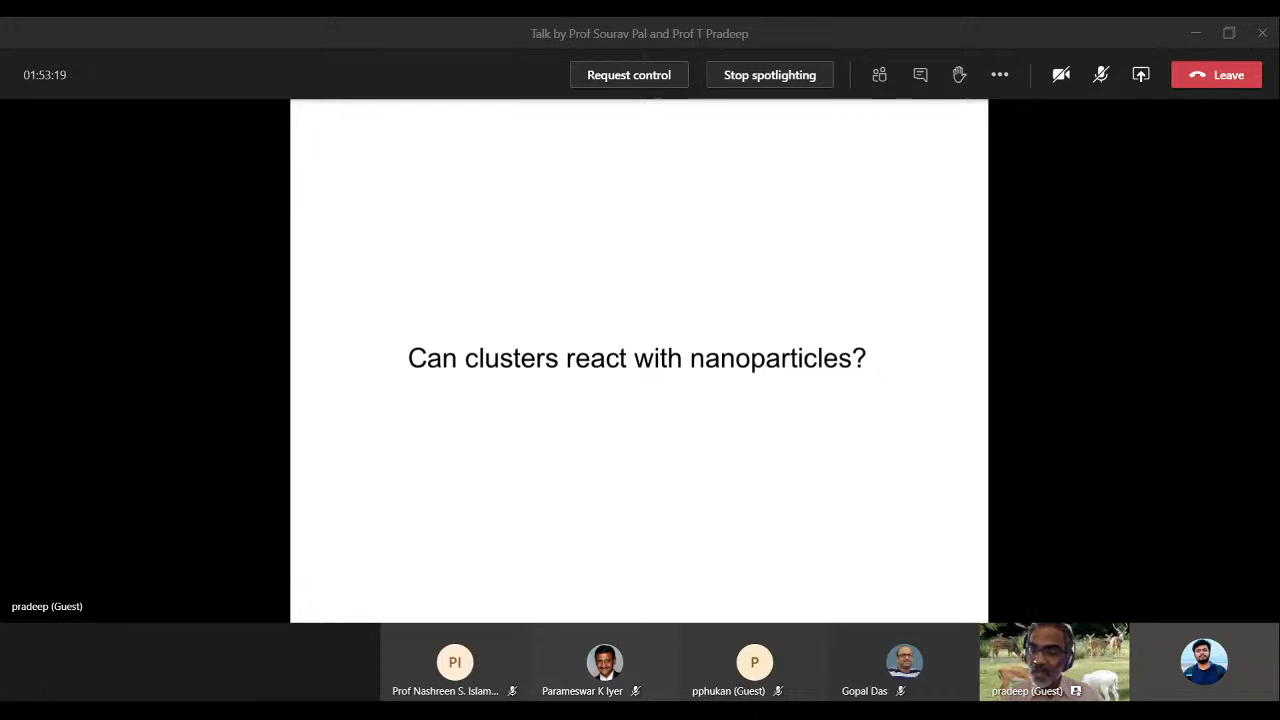 Talk by Prof Sourav Pal and Prof T Pradeep
01:53:19
Request control
Stop spotlighting
Leave
Can clusters react with nanoparticles?
pradeep (Guest)
PI
P
Prof Nashreen S. Islam...
Parameswar K Iyer
pphukan (Guest)
Gopal Das
pradeep (Guest)